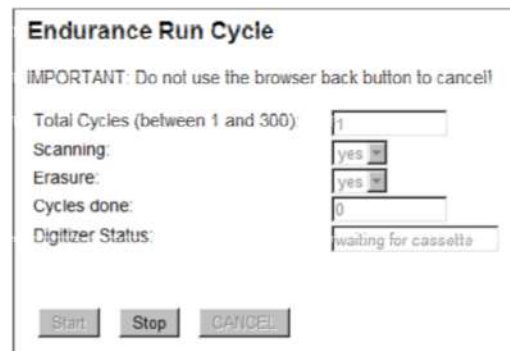 Endurance Run Cycle
IMPORTANT: Do not use the browser back button to cancel!
Total Cycles (between 1 and 300): 1
Scanning: yes
Erasure: yes
Cycles done: 0
Digitizer Status: waiting for cassette
Start Stop CANCEL